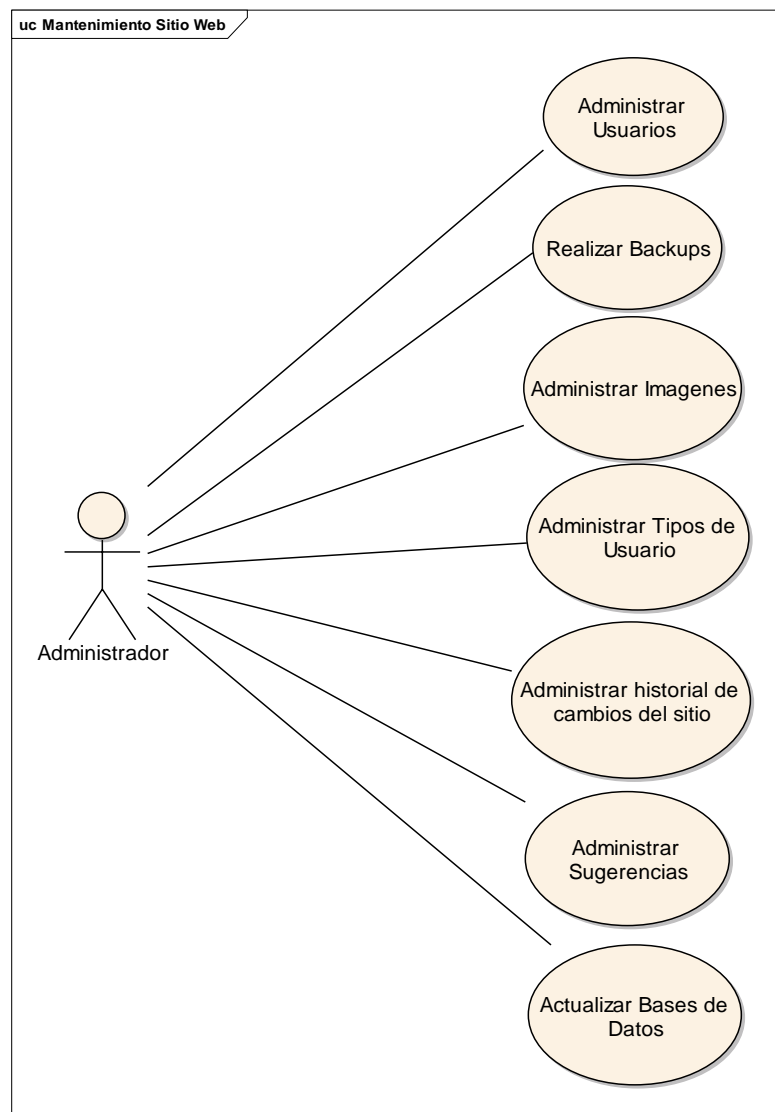 uc Mantenimiento Sitio Web
Administrar
Usuarios
Realizar Backups
Administrar Imagenes
Administrar Tipos de
Usuario
Administrador
Administrar historial de
cambios del sitio
Administrar
Sugerencias
Actualizar Bases de
Datos